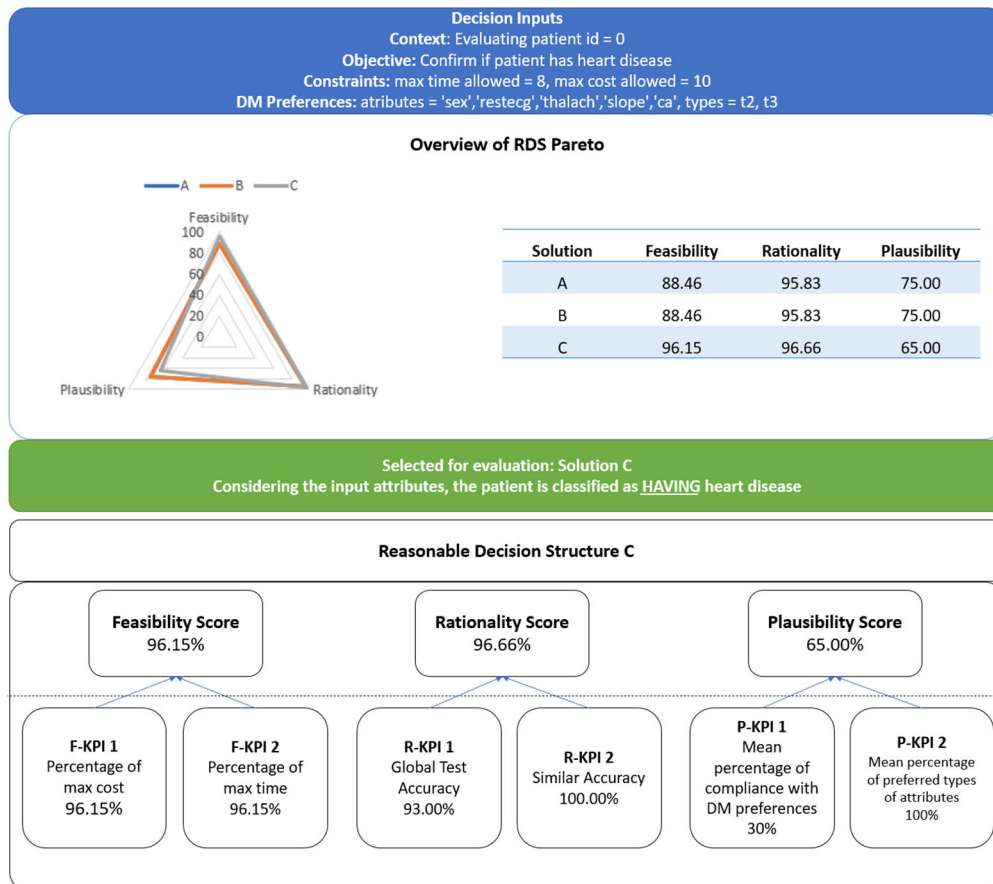 Decision Inputs
Context: Evaluating patient id = 0
Objective: Confirm if patient has heart disease
Constraints: max time allowed = 8, max cost allowed = 10
DM Preferences: atributes = 'sex','restecg','thalach','slope','ca', types = t2, t3
Overview of RDS Pareto
A B C
Feasibility
100
80
60
40
20
0
Plausibility
Rationality
Solution Feasibility Rationality Plausibility
A 88.46 95.83 75.00
B 88.46 95.83 75.00
C 96.15 96.66 65.00
Selected for evaluation: Solution C
Considering the input attributes, the patient is classified as HAVING heart disease
Reasonable Decision Structure C
Feasibility Score
96.15%
Rationality Score
96.66%
Plausibility Score
65.00%
F-KPI 1
Percentage of
max cost
96.15%
F-KPI 2
Percentage of
max time
96.15%
R-KPI 1
Global Test
Accuracy
93.00%
R-KPI 2
Similar Accuracy
100.00%
P-KPI 1
Mean
percentage of
compliance with
DM preferences
30%
P-KPI 2
Mean percentage
of preferred types
of attributes
100%